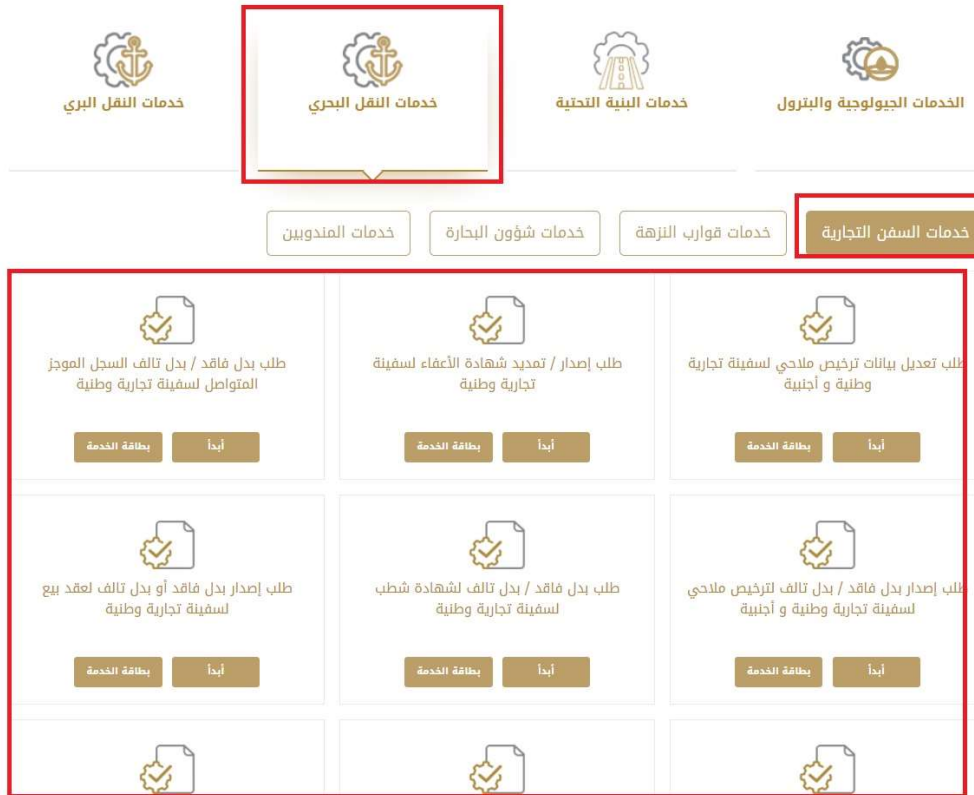 الخدمات الجيولوجية والبترول
خدمات البنية التحتية
خدمات النقل البحري
خدمات النقل البري
خدمات السفن التجارية
خدمات قوارب النزهة
خدمات شؤون البحارة
خدمات المندوبين
طلب تعديل بيانات ترخيص ملاحي لسفينة تجارية
وطنية و أجنبية
أبدأ
بطاقة الخدمة
طلب إصدار / تمديد شهادة الأعفاء لسفينة
تجارية وطنية
أبدأ
بطاقة الخدمة
طلب بدل فاقد / بدل تالف السجل الموجز
المتواصل لسفينة تجارية وطنية
أبدأ
بطاقة الخدمة
طلب إصدار بدل فاقد / بدل تالف لترخيص ملاحي
لسفينة تجارية وطنية و أجنبية
أبدأ
بطاقة الخدمة
طلب بدل فاقد / بدل تالف لشهادة شطب
لسفينة تجارية وطنية
أبدأ
بطاقة الخدمة
طلب إصدار بدل فاقد أو بدل تالف لعقد بيع
لسفينة تجارية وطنية
أبدأ
بطاقة الخدمة